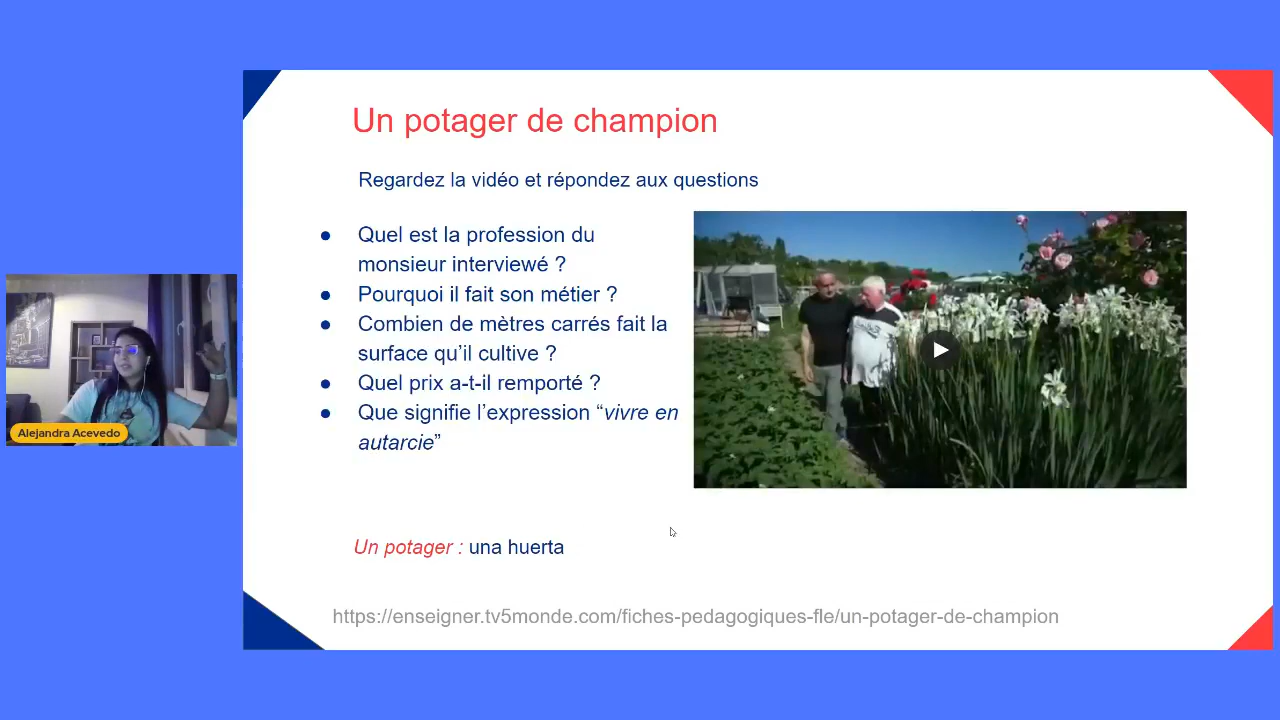 Un potager de champion
Regardez la vidéo et répondez aux questions
● Quel est la profession du
monsieur interviewé ?
● Pourquoi il fait son métier ?
● Combien de mètres carrés fait la
surface qu’il cultive ?
● Quel prix a-t-il remporté ?
● Que signifie l’expression “vivre en
autarcie”
Alejandra Acevedo
Un potager : una huerta
https://enseigner.tv5monde.com/fiches-pedagogiques-fle/un-potager-de-champion